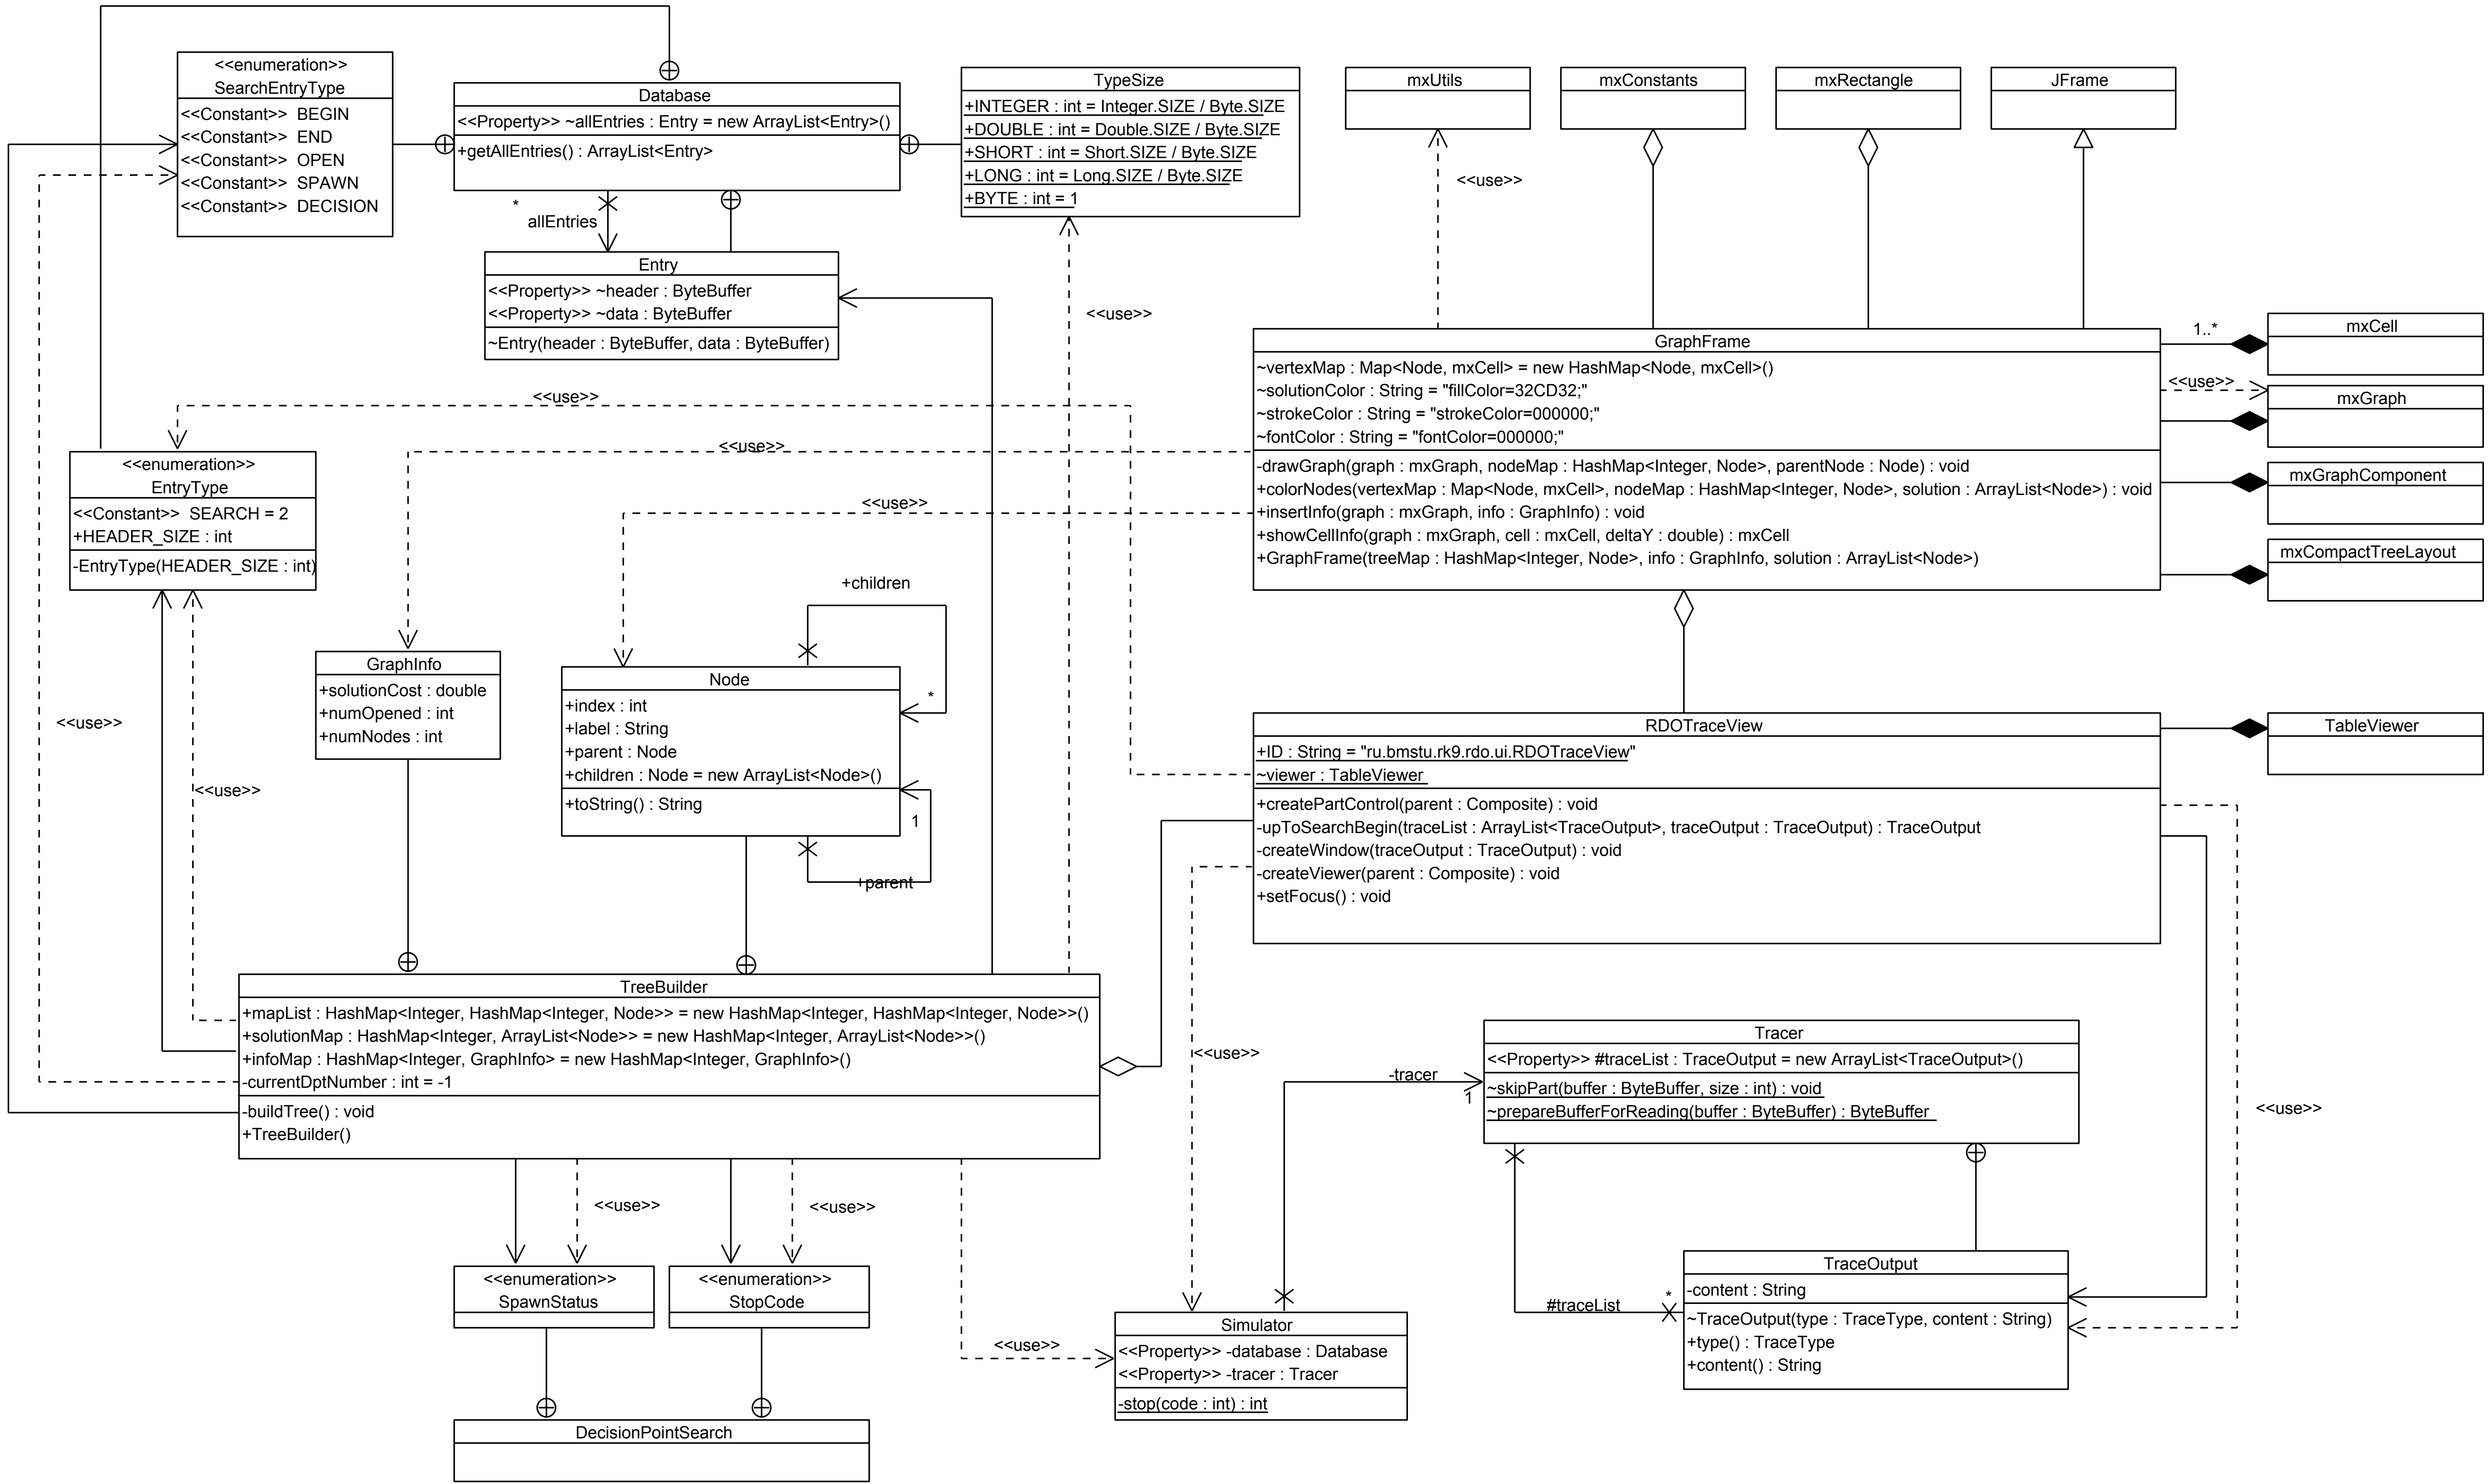 <<enumeration>>
SearchEntryType
<<Constant>> BEGIN
<<Constant>> END
<<Constant>> OPEN
<<Constant>> SPAWN
<<Constant>> DECISION
Database
<<Property>> ~allEntries : Entry = new ArrayList<Entry>()
+getAllEntries() : ArrayList<Entry>
TypeSize
+INTEGER : int = Integer.SIZE / Byte.SIZE
+DOUBLE : int = Double.SIZE / Byte.SIZE
+SHORT : int = Short.SIZE / Byte.SIZE
+LONG : int = Long.SIZE / Byte.SIZE
+BYTE : int = 1
mxUtils
mxConstants
mxRectangle
JFrame
<<use>>
*
allEntries
Entry
<<Property>> ~header : ByteBuffer
<<Property>> ~data : ByteBuffer
~Entry(header : ByteBuffer, data : ByteBuffer)
<<use>>
GraphFrame
~vertexMap : Map<Node, mxCell> = new HashMap<Node, mxCell>()
~solutionColor : String = "fillColor=32CD32;"
~strokeColor : String = "strokeColor=000000;"
~fontColor : String = "fontColor=000000;"
-drawGraph(graph : mxGraph, nodeMap : HashMap<Integer, Node>, parentNode : Node) : void
+colorNodes(vertexMap : Map<Node, mxCell>, nodeMap : HashMap<Integer, Node>, solution : ArrayList<Node>) : void
+insertInfo(graph : mxGraph, info : GraphInfo) : void
+showCellInfo(graph : mxGraph, cell : mxCell, deltaY : double) : mxCell
+GraphFrame(treeMap : HashMap<Integer, Node>, info : GraphInfo, solution : ArrayList<Node>)
1..*
mxCell
<<use>>
mxGraph
mxGraphComponent
mxCompactTreeLayout
<<use>>
<<use>>
<<use>>
<<enumeration>>
EntryType
<<Constant>> SEARCH = 2
+HEADER_SIZE : int
-EntryType(HEADER_SIZE : int)
<<use>>
<<use>>
GraphInfo
+solutionCost : double
+numOpened : int
+numNodes : int
+children
*
Node
+index : int
+label : String
+parent : Node
+children : Node = new ArrayList<Node>()
+toString() : String
1
+parent
RDOTraceView
+ID : String = "ru.bmstu.rk9.rdo.ui.RDOTraceView"
~viewer : TableViewer
+createPartControl(parent : Composite) : void
-upToSearchBegin(traceList : ArrayList<TraceOutput>, traceOutput : TraceOutput) : TraceOutput
-createWindow(traceOutput : TraceOutput) : void
-createViewer(parent : Composite) : void
+setFocus() : void
TableViewer
TreeBuilder
+mapList : HashMap<Integer, HashMap<Integer, Node>> = new HashMap<Integer, HashMap<Integer, Node>>()
+solutionMap : HashMap<Integer, ArrayList<Node>> = new HashMap<Integer, ArrayList<Node>>()
+infoMap : HashMap<Integer, GraphInfo> = new HashMap<Integer, GraphInfo>()
-currentDptNumber : int = -1
-buildTree() : void
+TreeBuilder()
<<use>>
-tracer
1
Tracer
<<Property>> #traceList : TraceOutput = new ArrayList<TraceOutput>()
~skipPart(buffer : ByteBuffer, size : int) : void
~prepareBufferForReading(buffer : ByteBuffer) : ByteBuffer
<<use>>
<<use>>
<<use>>
<<enumeration>>
SpawnStatus
<<enumeration>>
StopCode
<<use>>
#traceList
*
TraceOutput
-content : String
~TraceOutput(type : TraceType, content : String)
+type() : TraceType
+content() : String
Simulator
<<Property>> -database : Database
<<Property>> -tracer : Tracer
-stop(code : int) : int
DecisionPointSearch